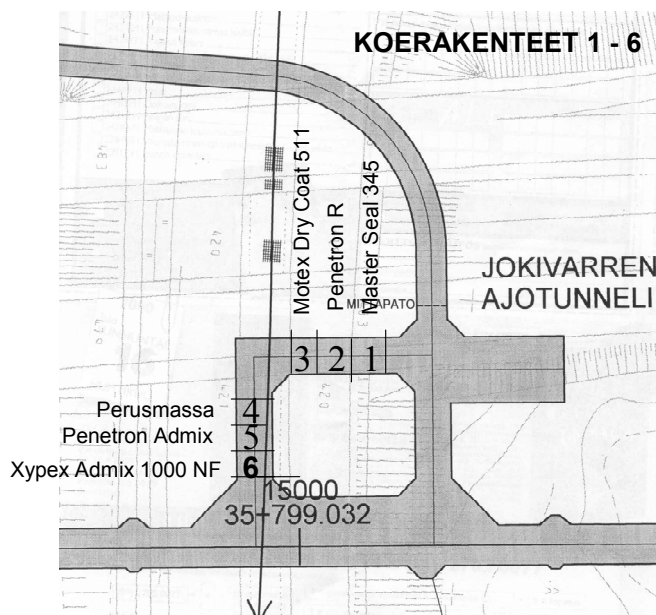 KOERAKENTEET 1 - 6
Motex Dry Coat 511
Penetron R
Master Seal 345
MITTAPATO
JOKIVARREN
AJOTUNNELI
3 2 1
Perusmassa 4
Penetron Admix 5
Xypex Admix 1000 NF 6
15000
35+799.032